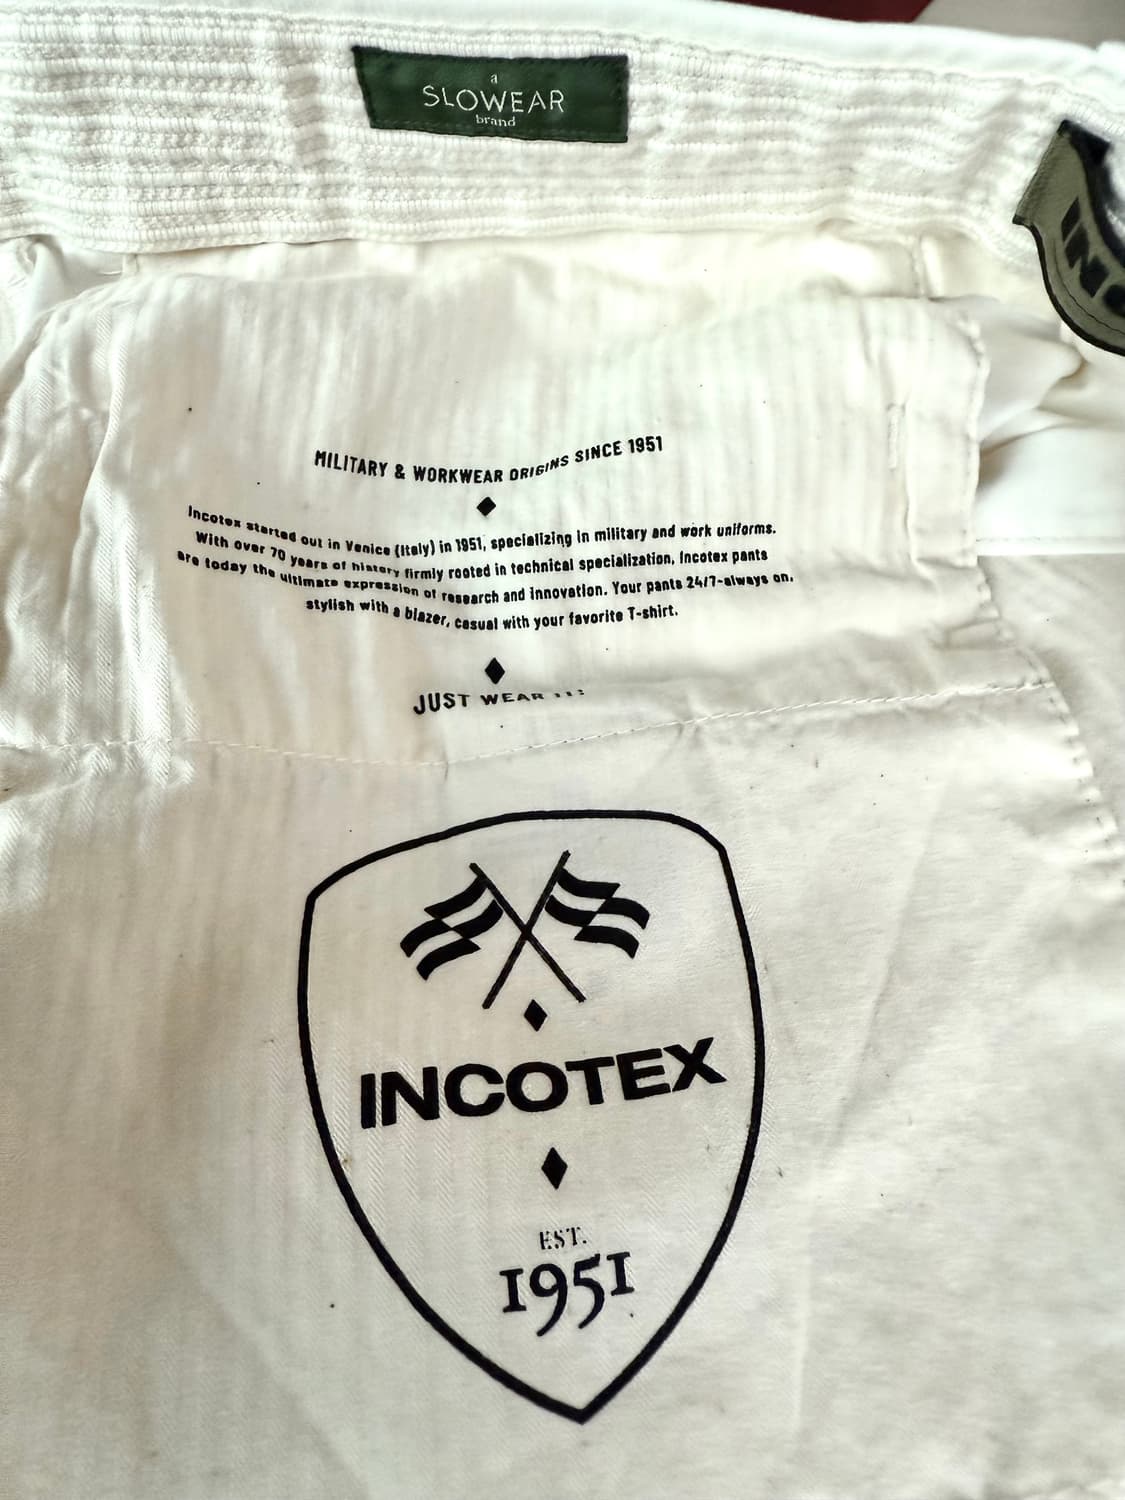 a
SLOWEAR
brand
INC
MILITARY & WORKWEAR ORIGINS SINCE 1951
Incotex started out in Venice (Italy) in 1951, specializing in military and work uniforms.
With over 70 years of history firmly rooted in technical specialization, Incotex pants
are today the ultimate expression of research and innovation. Your pants 24/7-always on,
stylish with a blazer, casual with your favorite T-shirt.
JUST WEAR
INCOTEX
EST.
1951